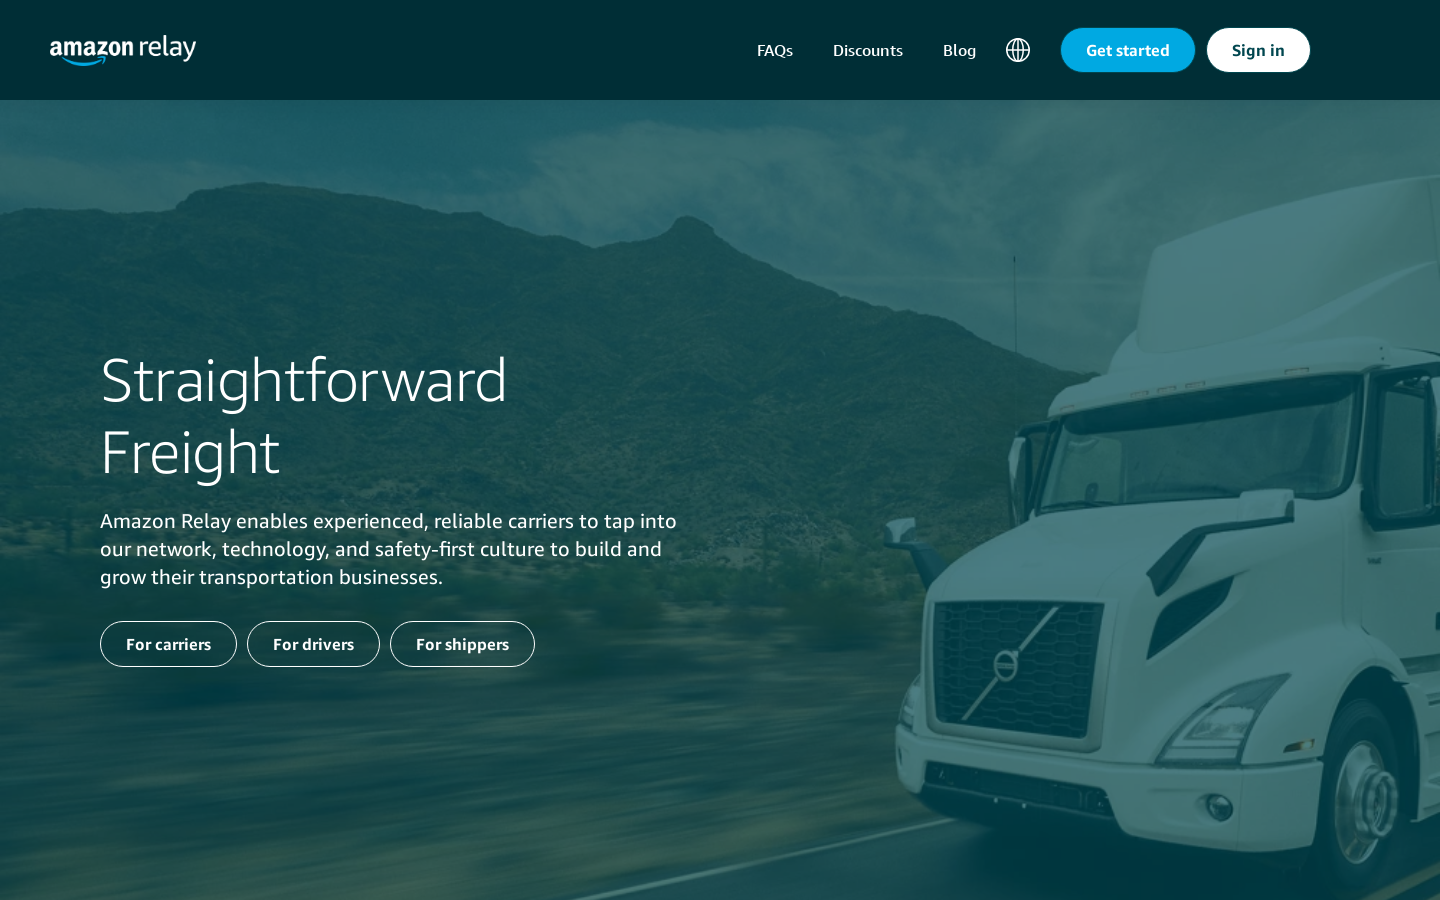 amazon relay
FAQs
Discounts
Blog
Get started
Sign in
Straightforward
Freight
Amazon Relay enables experienced, reliable carriers to tap into
our network, technology, and safety-first culture to build and
grow their transportation businesses.
For carriers
For drivers
For shippers